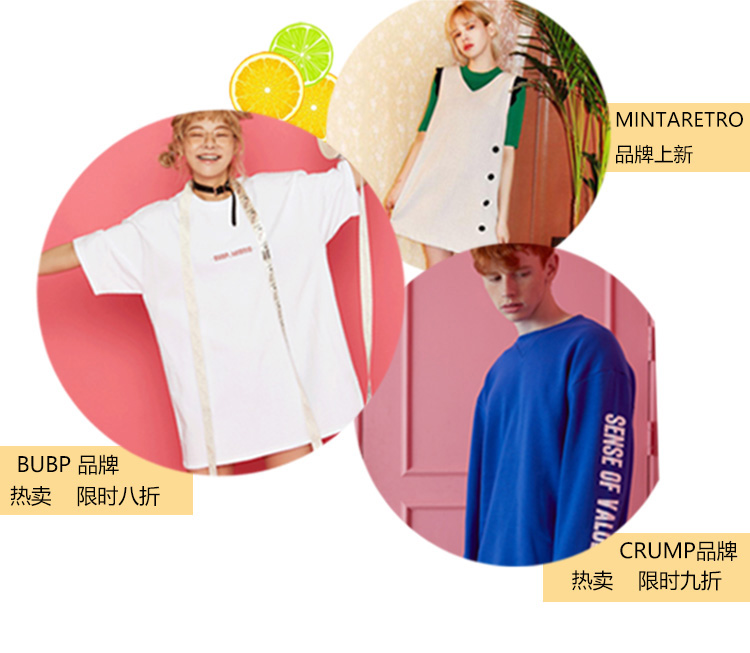 MINTARETRO
品牌上新
BUBP 品牌
热卖 限时八折
SENSE OF VALU
CRUMP品牌
热卖 限时九折